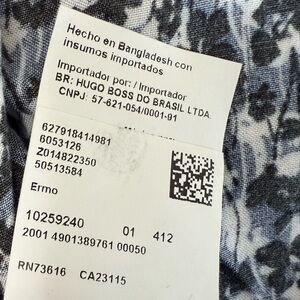 Hecho en Bangladesh con
insumos importados
Importador por: / Importador
BR: HUGO BOSS DO BRASIL LTDA.
CNPJ: 57-621-054/0001-91
627918414981
6053126
Z014822350
50513584
Ermo
10259240 01 412
2001 4901389761 00050
RN73616 CA23115